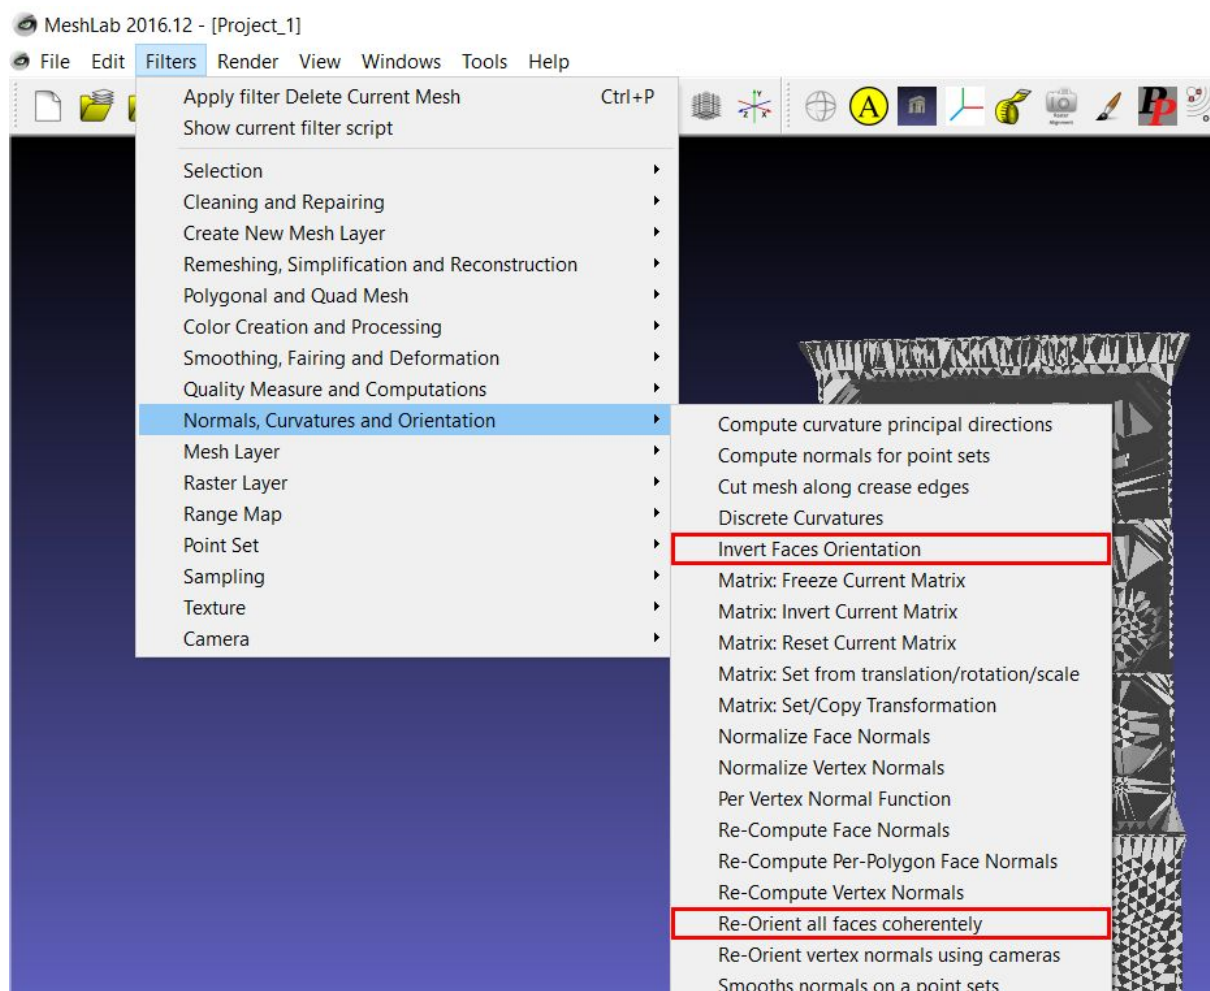 MeshLab 2016.12 - [Project_1]
File Edit Filters Render View Windows Tools Help
Apply filter Delete Current Mesh Ctrl+P
Show current filter script
Selection
Cleaning and Repairing
Create New Mesh Layer
Remeshing, Simplification and Reconstruction
Polygonal and Quad Mesh
Color Creation and Processing
Smoothing, Fairing and Deformation
Quality Measure and Computations
Normals, Curvatures and Orientation
Mesh Layer
Raster Layer
Range Map
Point Set
Sampling
Texture
Camera
Compute curvature principal directions
Compute normals for point sets
Cut mesh along crease edges
Discrete Curvatures
Invert Faces Orientation
Matrix: Freeze Current Matrix
Matrix: Invert Current Matrix
Matrix: Reset Current Matrix
Matrix: Set from translation/rotation/scale
Matrix: Set/Copy Transformation
Normalize Face Normals
Normalize Vertex Normals
Per Vertex Normal Function
Re-Compute Face Normals
Re-Compute Per-Polygon Face Normals
Re-Compute Vertex Normals
Re-Orient all faces coherentely
Re-Orient vertex normals using cameras
Smooths normals on a point sets